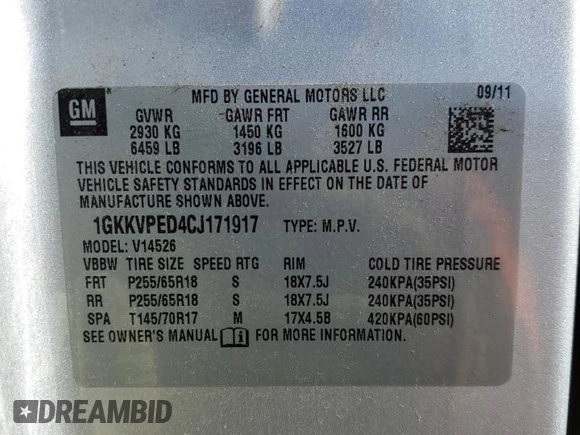 GM ®
MFD BY GENERAL MOTORS LLC 09/11
GVWR GAWR FRT GAWR RR
2930 KG 1450 KG 1600 KG
6459 LB 3196 LB 3527 LB
THIS VEHICLE CONFORMS TO ALL APPLICABLE U.S. FEDERAL MOTOR
VEHICLE SAFETY STANDARDS IN EFFECT ON THE DATE OF
MANUFACTURE SHOWN ABOVE.
1GKKVPED4CJ171917 TYPE: M.P.V.
MODEL: V14526
VBBW TIRE SIZE SPEED RTG RIM COLD TIRE PRESSURE
FRT P255/65R18 S 18X7.5J 240KPA(35PSI)
RR P255/65R18 S 18X7.5J 240KPA(35PSI)
SPA T145/70R17 M 17X4.5B 420KPA(60PSI)
SEE OWNER'S MANUAL FOR MORE INFORMATION.
DREAMBID